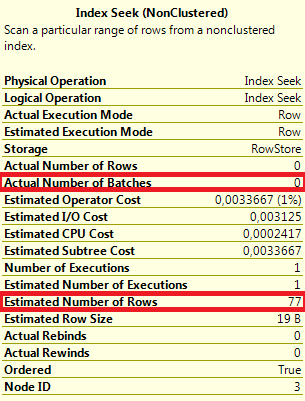 Index Seek (NonClustered)
Scan a particular range of rows from a nonclustered
index.
Physical Operation Index Seek
Logical Operation Index Seek
Actual Execution Mode Row
Estimated Execution Mode Row
Storage RowStore
Actual Number of Rows 0
Actual Number of Batches 0
Estimated Operator Cost 0,0033667 (1%)
Estimated I/O Cost 0,003125
Estimated CPU Cost 0,0002417
Estimated Subtree Cost 0,0033667
Number of Executions 1
Estimated Number of Executions 1
Estimated Number of Rows 77
Estimated Row Size 19 B
Actual Rebinds 0
Actual Rewinds 0
Ordered True
Node ID 3